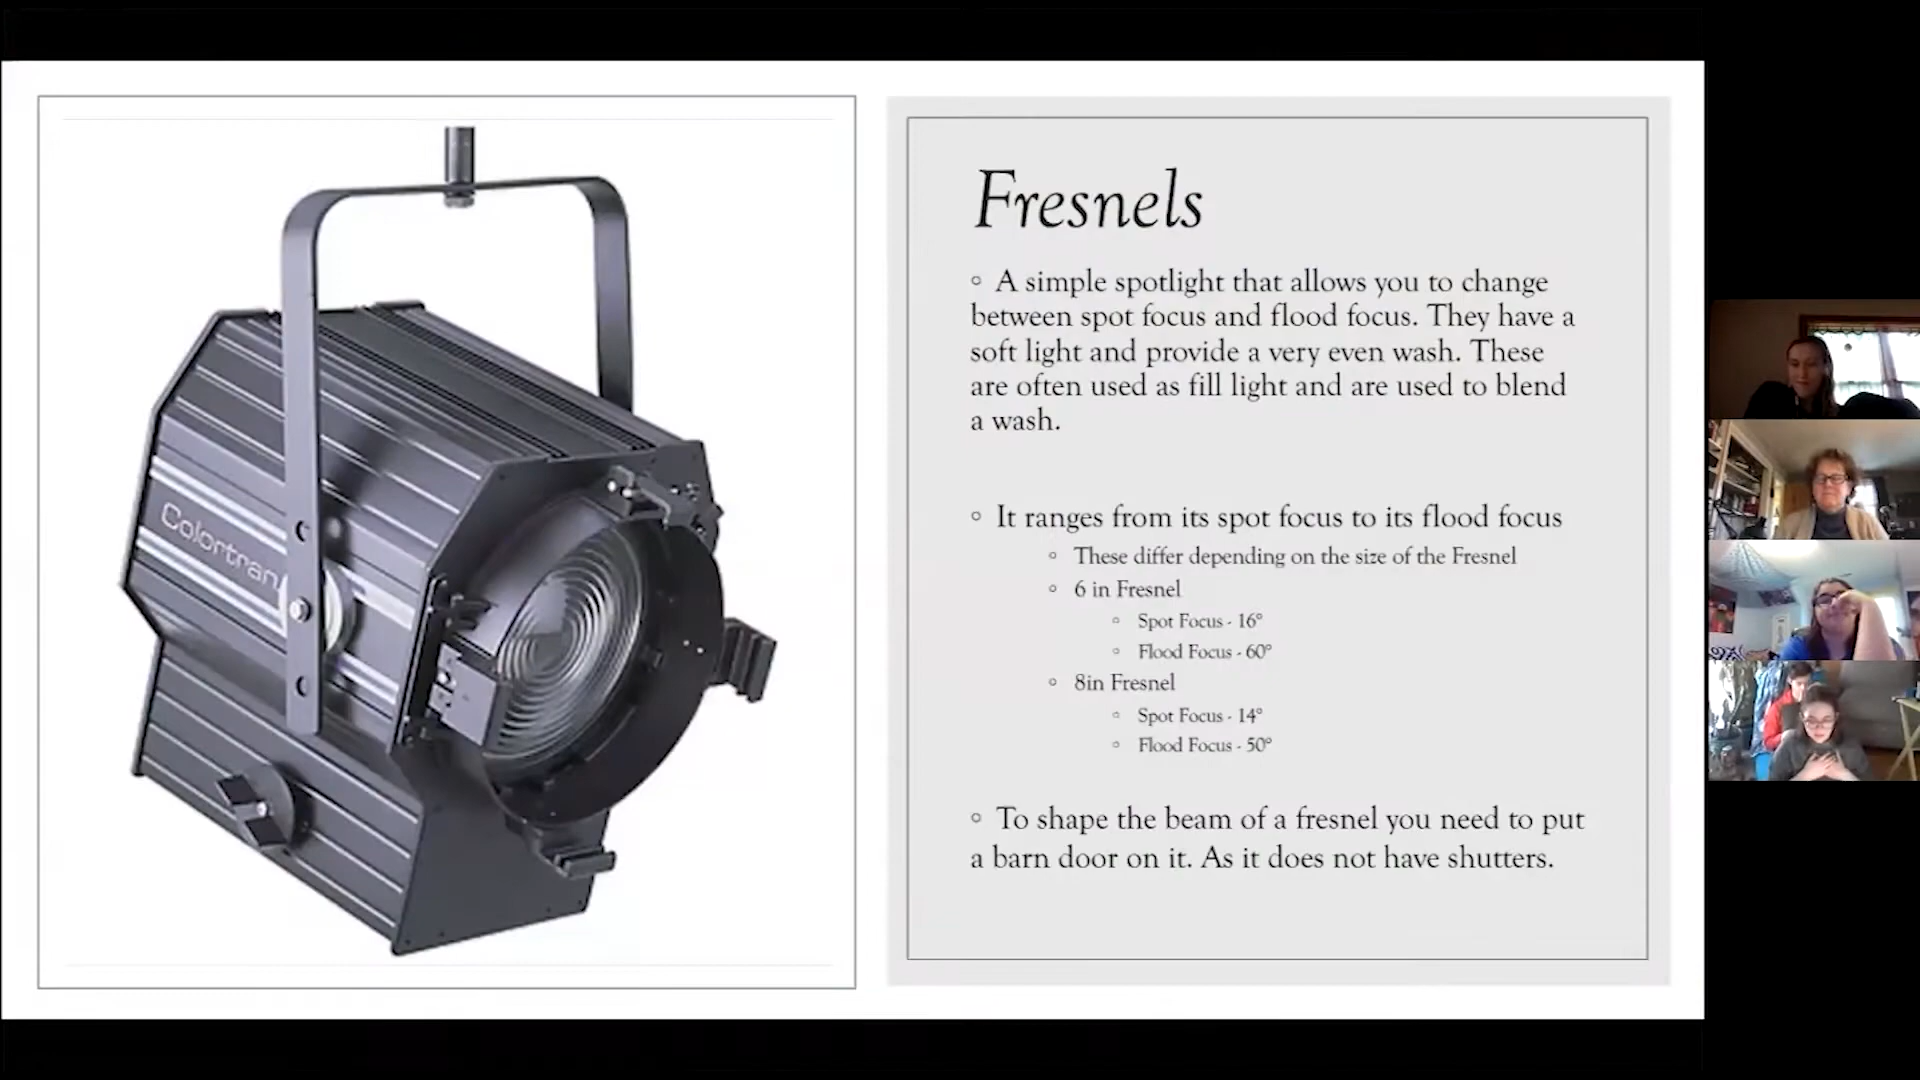 Colortran
Fresnels
◦ A simple spotlight that allows you to change
between spot focus and flood focus. They have a
soft light and provide a very even wash. These
are often used as fill light and are used to blend
a wash.
◦ It ranges from its spot focus to its flood focus
◦ These differ depending on the size of the Fresnel
◦ 6 in Fresnel
◦ Spot Focus - 16°
◦ Flood Focus - 60°
◦ 8in Fresnel
◦ Spot Focus - 14°
◦ Flood Focus - 50°
◦ To shape the beam of a fresnel you need to put
a barn door on it. As it does not have shutters.